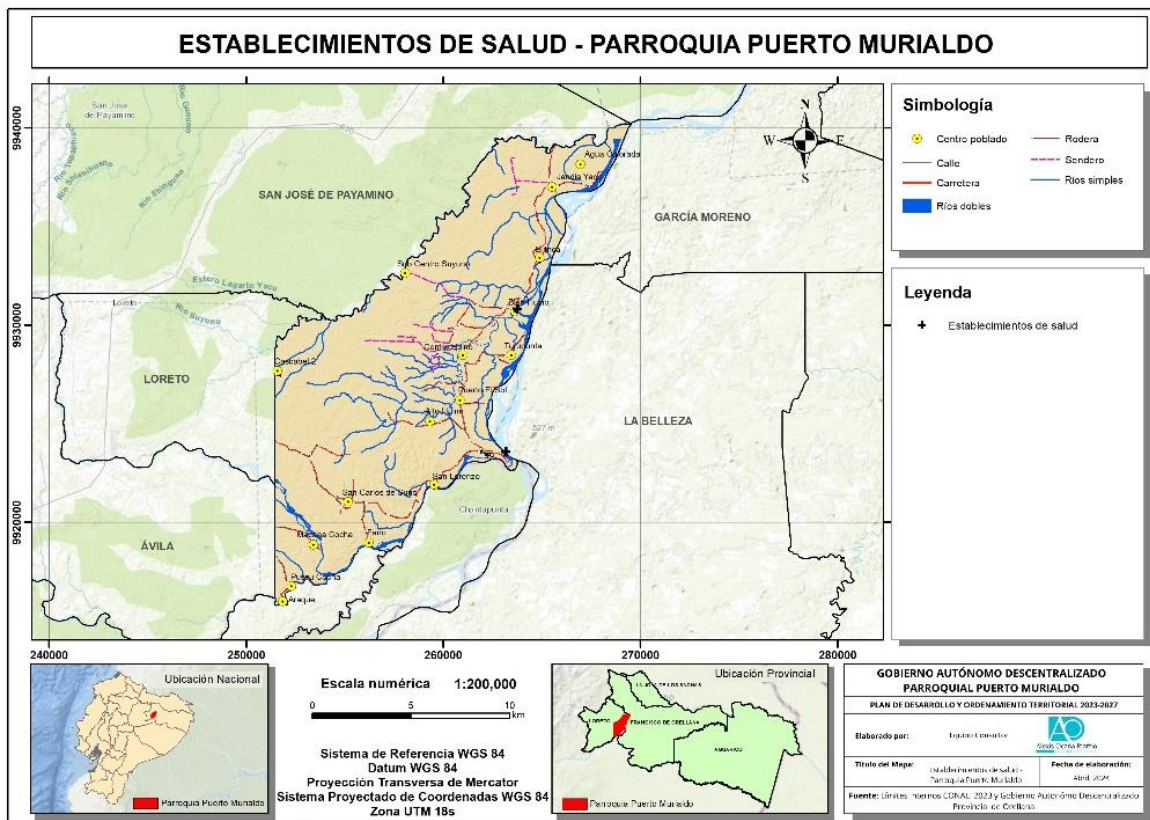 ESTABLECIMIENTOS DE SALUD - PARROQUIA PUERTO MURIALDO
Simbología
Centro poblado
Calle
Carretera
Ríos dobles
Rodera
Sendero
Ríos simples
Leyenda
Establecimientos de salud
N
W
E
S
9940000
9930000
9920000
240000
250000
260000
270000
280000
San José
de Payamino
SAN JOSÉ DE PAYAMINO
GARCÍA MORENO
LORETO
Loreto
LA BELLEZA
ÁVILA
Agua Colorada
Estero Lagarto Yacu
Río Suyuno
Cascabel 2
Puerto El Sol
327 m
San Lorenzo
Chontapunta
Araque
Ubicación Nacional
Parroquia Puerto Murialdo
Escala numérica 1:200,000
0 5 10
km
Sistema de Referencia WGS 84
Datum WGS 84
Proyección Transversa de Mercator
Sistema Proyectado de Coordenadas WGS 84
Zona UTM 18s
Ubicación Provincial
LA JOYA DE LOS SACHAS
LORETO
FRANCISCO DE ORELLANA
AGUARICO
Parroquia Puerto Murialdo
GOBIERNO AUTÓNOMO DESCENTRALIZADO
PARROQUIAL PUERTO MURIALDO
PLAN DE DESARROLLO Y ORDENAMIENTO TERRITORIAL 2023-2027
Elaborado por:
Equipo Consultor
AO
Título del Mapa:
Establecimientos de salud -
Parroquia Puerto Murialdo
Fecha de elaboración:
Abril, 2024
Fuente: Límites Internos CONALI 2023 y Gobierno Autónomo Descentralizado
Provincial de Orellana